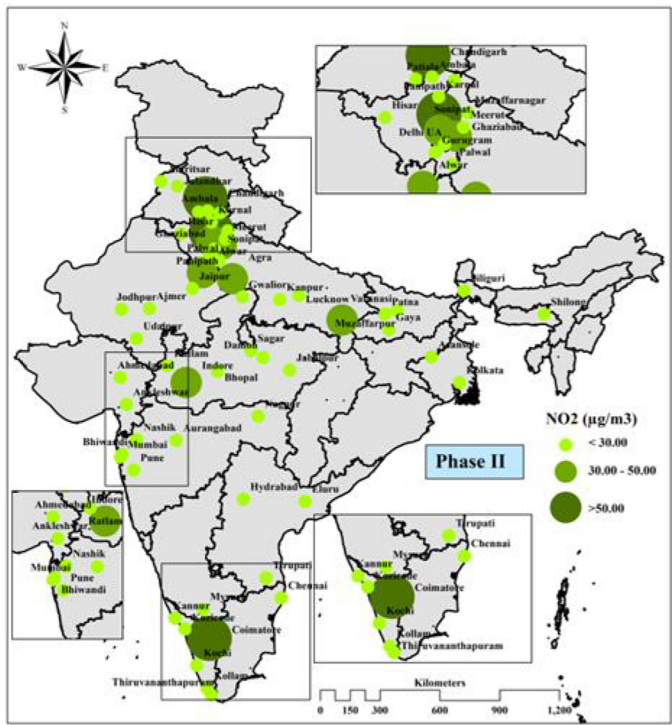 N
W
E
S
Chandigarh
Patiala
Ambala
Panipath
Karnal
Hisar
Sonipat
Muzaffarnagar
Meerut
Ghaziabad
Delhi UA
Gurugram
Palwal
Alwar
Amritsar
Jalandhar
Chandigarh
Ambala
Karnal
Hisar
Meerut
Ghaziabad
Sonipat
Palwal
Alwar
Panipath
Agra
Jaipur
Gwalior
Kanpur
Lucknow
Varanasi
Patna
Siliguri
Shilong
Jodhpur
Ajmer
Muzaffarpur
Gaya
Udaipur
Sagar
Damoh
Asansole
Ratlam
Ahmedabad
Indore
Jabalpur
Bhopal
Kolkata
Ankleshwar
Nagpur
NO2 (µg/m3)
< 30.00
30.00 - 50.00
>50.00
Nashik
Aurangabad
Bhiwandi
Mumbai
Pune
Phase II
Hydrabad
Eluru
Indore
Ahmedabad
Ratlam
Ankleshwar
Nashik
Mumbai
Pune
Bhiwandi
Tirupati
Chennai
Kannur
Kozicode
Coimatore
Kochi
Kollam
Thiruvananthapuram
Tirupati
Chennai
Kannur
Kozicode
Coimatore
Kochi
Kollam
Thiruvananthapuram
Kilometers
0 150 300 600 900 1,200